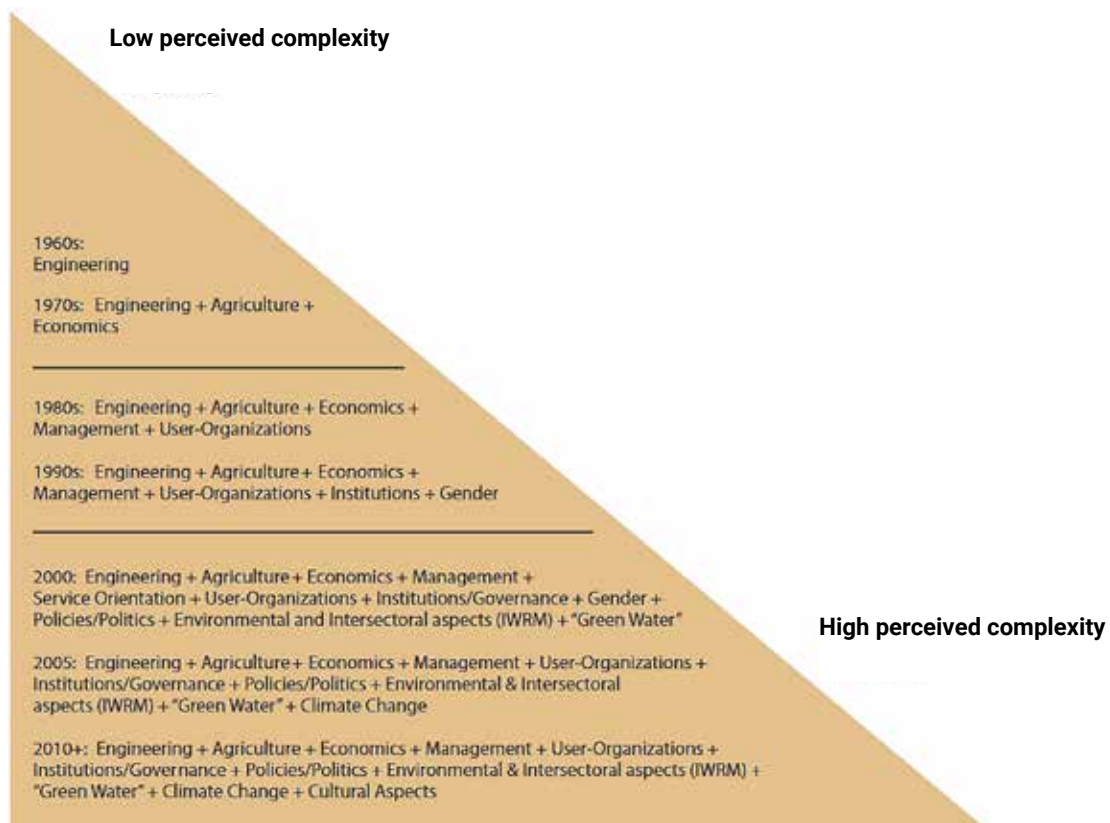 Low perceived complexity
1960s:
Engineering
1970s: Engineering + Agriculture +
Economics
1980s: Engineering + Agriculture + Economics +
Management + User-Organizations
1990s: Engineering + Agriculture + Economics +
Management + User-Organizations + Institutions + Gender
2000: Engineering + Agriculture + Economics + Management +
Service Orientation + User-Organizations + Institutions/Governance + Gender +
Policies/Politics + Environmental and Intersectoral aspects (IWRM) + “Green Water”
High perceived complexity
2005: Engineering + Agriculture + Economics + Management + User-Organizations +
Institutions/Governance + Policies/Politics + Environmental & Intersectoral
aspects (IWRM) + “Green Water” + Climate Change
2010+: Engineering + Agriculture + Economics + Management + User-Organizations +
Institutions/Governance + Policies/Politics + Environmental & Intersectoral aspects (IWRM) +
“Green Water” + Climate Change + Cultural Aspects